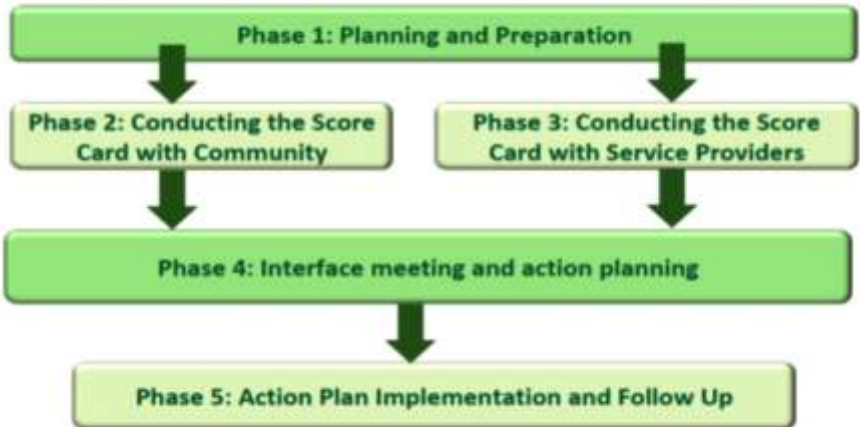 Phase 1: Planning and Preparation
Phase 2: Conducting the Score
Card with Community
Phase 3: Conducting the Score
Card with Service Providers
Phase 4: Interface meeting and action planning
Phase 5: Action Plan Implementation and Follow Up